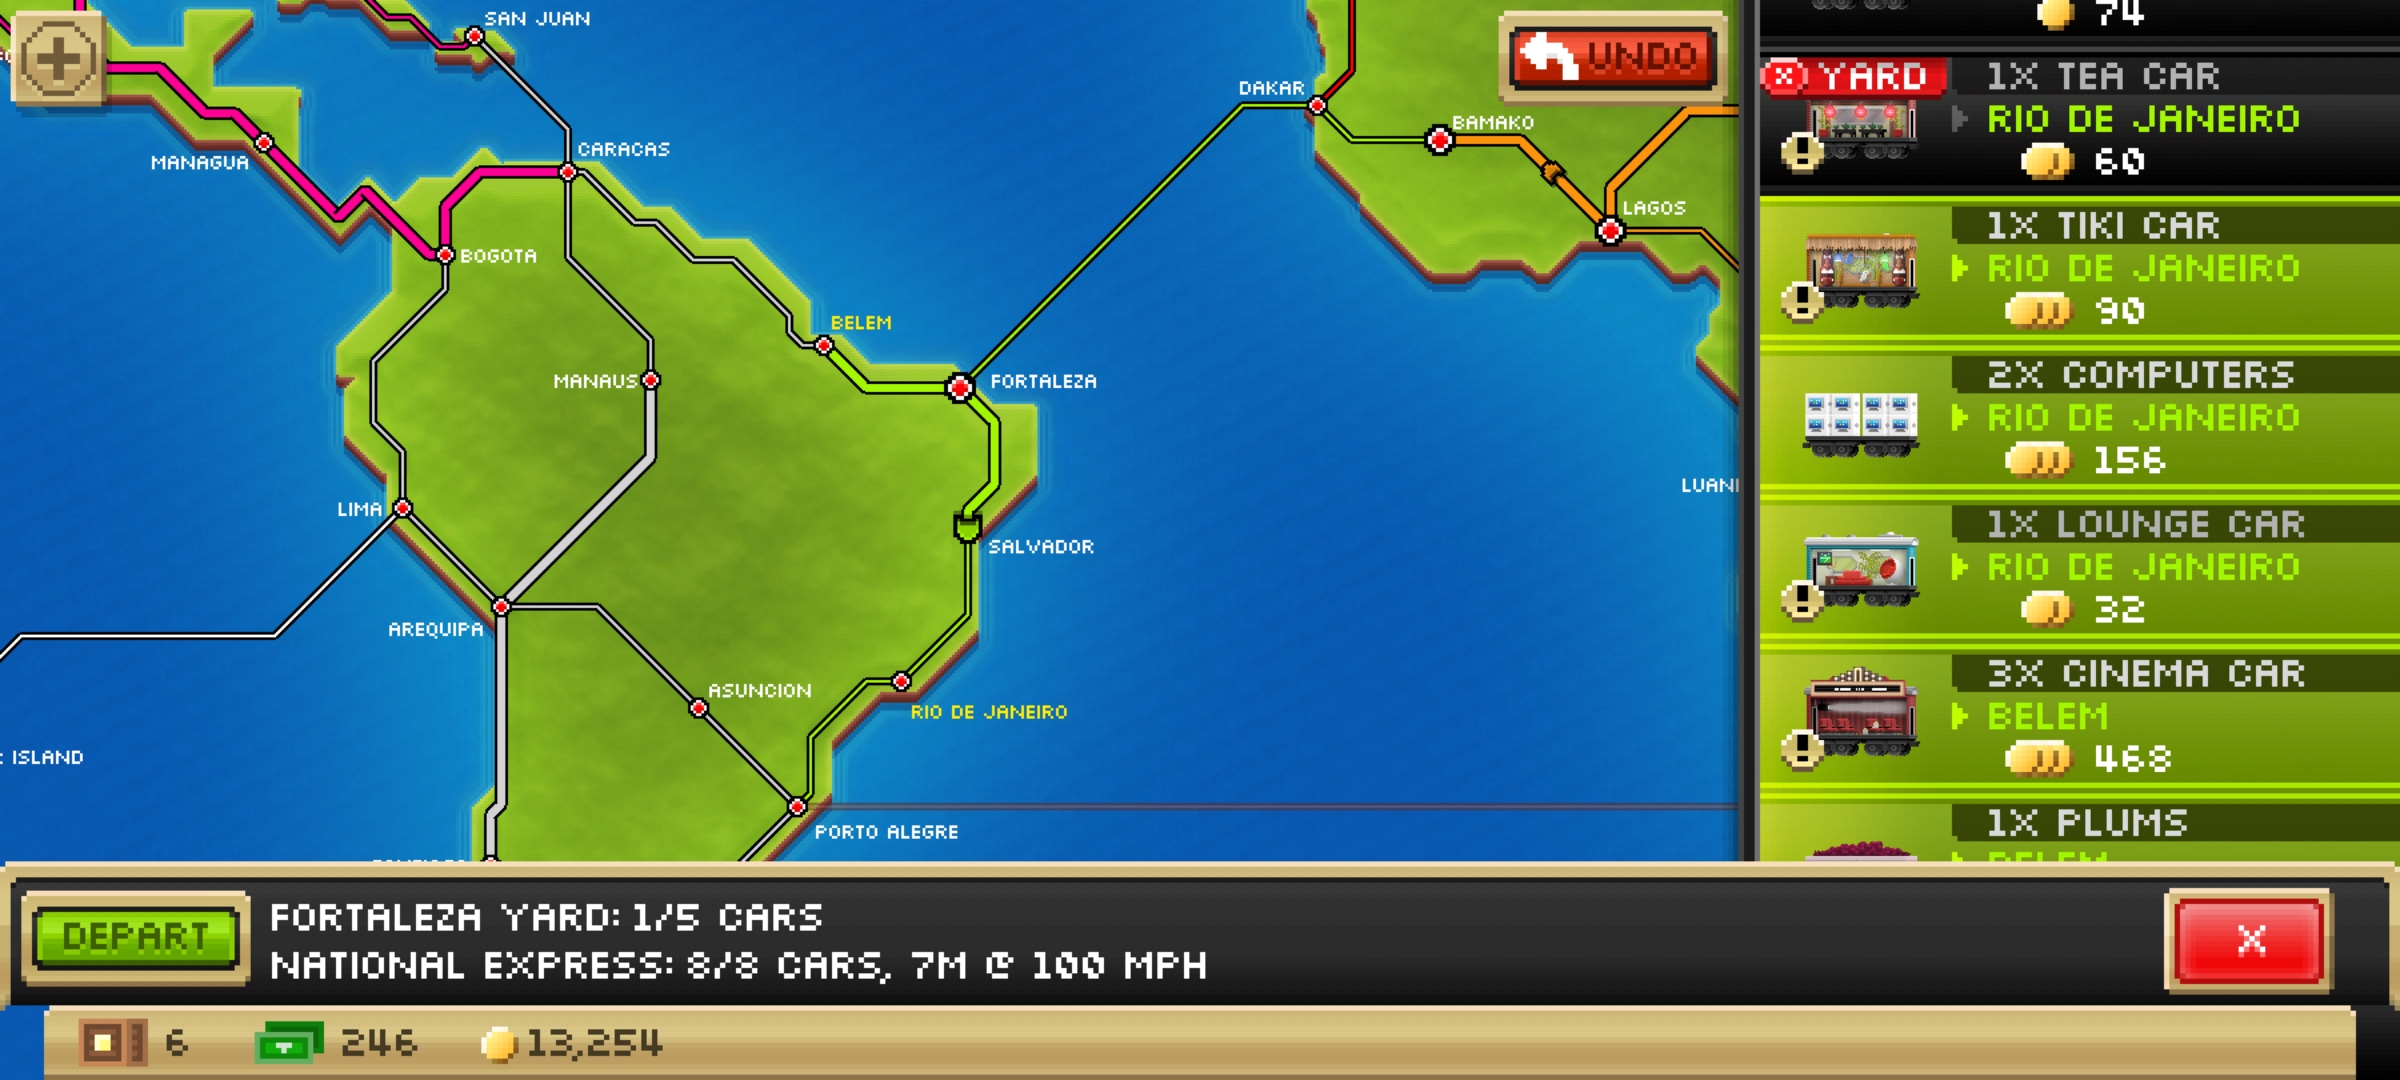 SAN JUAN
UNDO
DAKAR
BAMAKO
CARACAS
MANAGUA
LAGOS
BOGOTA
BELEM
MANAUS
FORTALEZA
LIMA
SALVADOR
AREQUIPA
ASUNCION
RIO DE JANEIRO
ISLAND
PORTO ALEGRE
74
YARD
1X TEA CAR
RIO DE JANEIRO
60
1X TIKI CAR
RIO DE JANEIRO
90
2X COMPUTERS
RIO DE JANEIRO
156
1X LOUNGE CAR
RIO DE JANEIRO
32
3X CINEMA CAR
BELEM
468
1X PLUMS
BELEM
DEPART
FORTALEZA YARD: 1/5 CARS
NATIONAL EXPRESS: 8/8 CARS, 7M @ 100 MPH
X
6
246
13,254